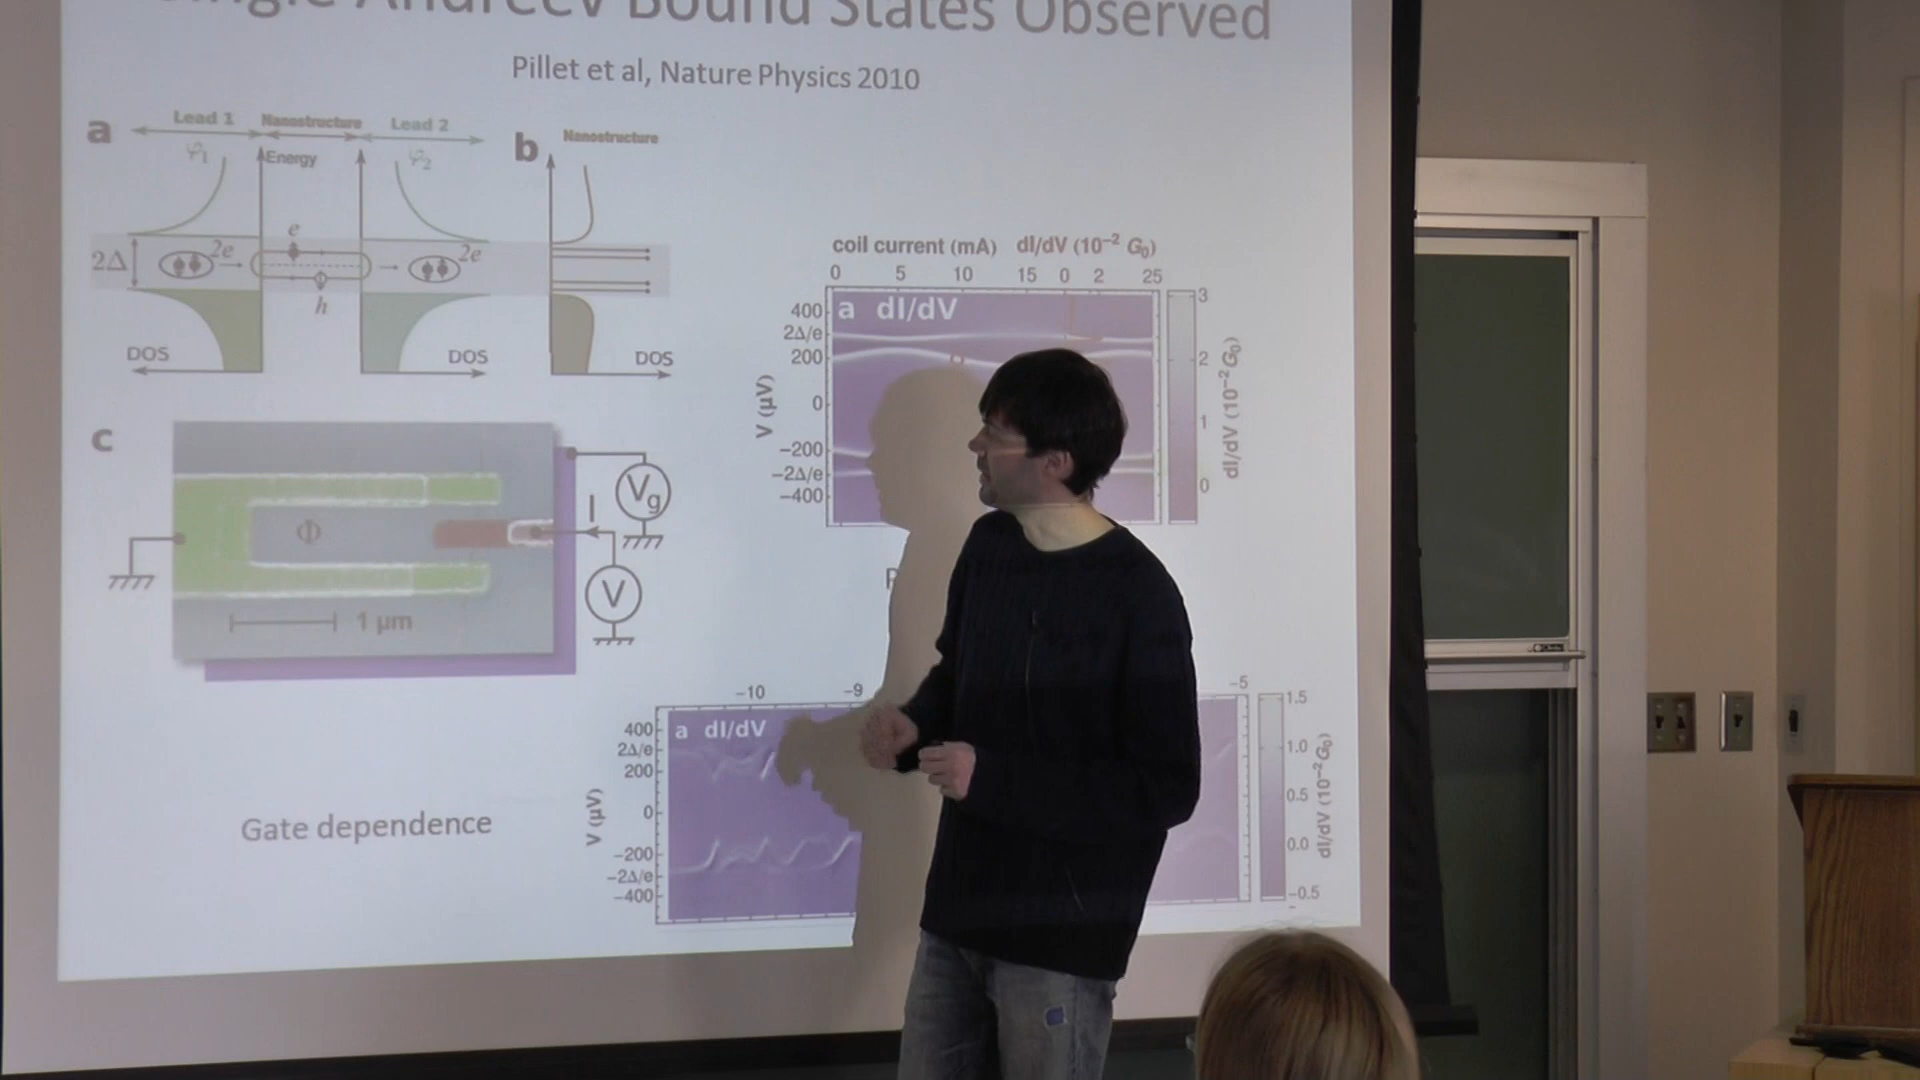 Single Andreev Bound States Observed
Pillet et al, Nature Physics 2010
a
Lead 1
Nanostructure
Lead 2
φ1
Energy
φ2
2Δ
2e
e
h
2e
DOS
DOS
b
Nanostructure
DOS
c
Φ
1 μm
I
Vg
V
coil current (mA) dI/dV (10⁻² G₀)
0 5 10 15 0 2 25
a dI/dV
400
2Δ/e
200
0
−200
−2Δ/e
−400
V (μV)
3
2
1
0
dI/dV (10⁻² G₀)
Gate dependence
−10 −9 −5
a dI/dV
400
2Δ/e
200
0
−200
−2Δ/e
−400
V (μV)
1.5
1.0
0.5
0.0
−0.5
dI/dV (10⁻² G₀)